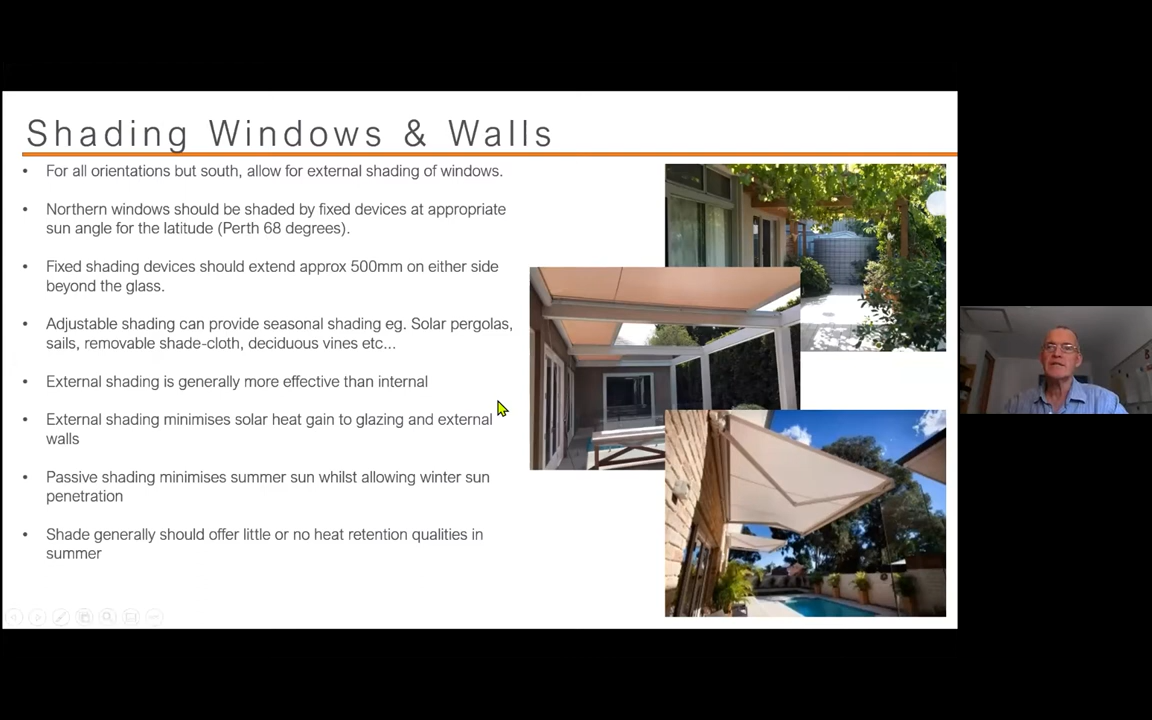 Shading Windows & Walls
• For all orientations but south, allow for external shading of windows.
• Northern windows should be shaded by fixed devices at appropriate
sun angle for the latitude (Perth 68 degrees).
• Fixed shading devices should extend approx 500mm on either side
beyond the glass.
• Adjustable shading can provide seasonal shading eg. Solar pergolas,
sails, removable shade-cloth, deciduous vines etc...
• External shading is generally more effective than internal
• External shading minimises solar heat gain to glazing and external
walls
• Passive shading minimises summer sun whilst allowing winter sun
penetration
• Shade generally should offer little or no heat retention qualities in
summer